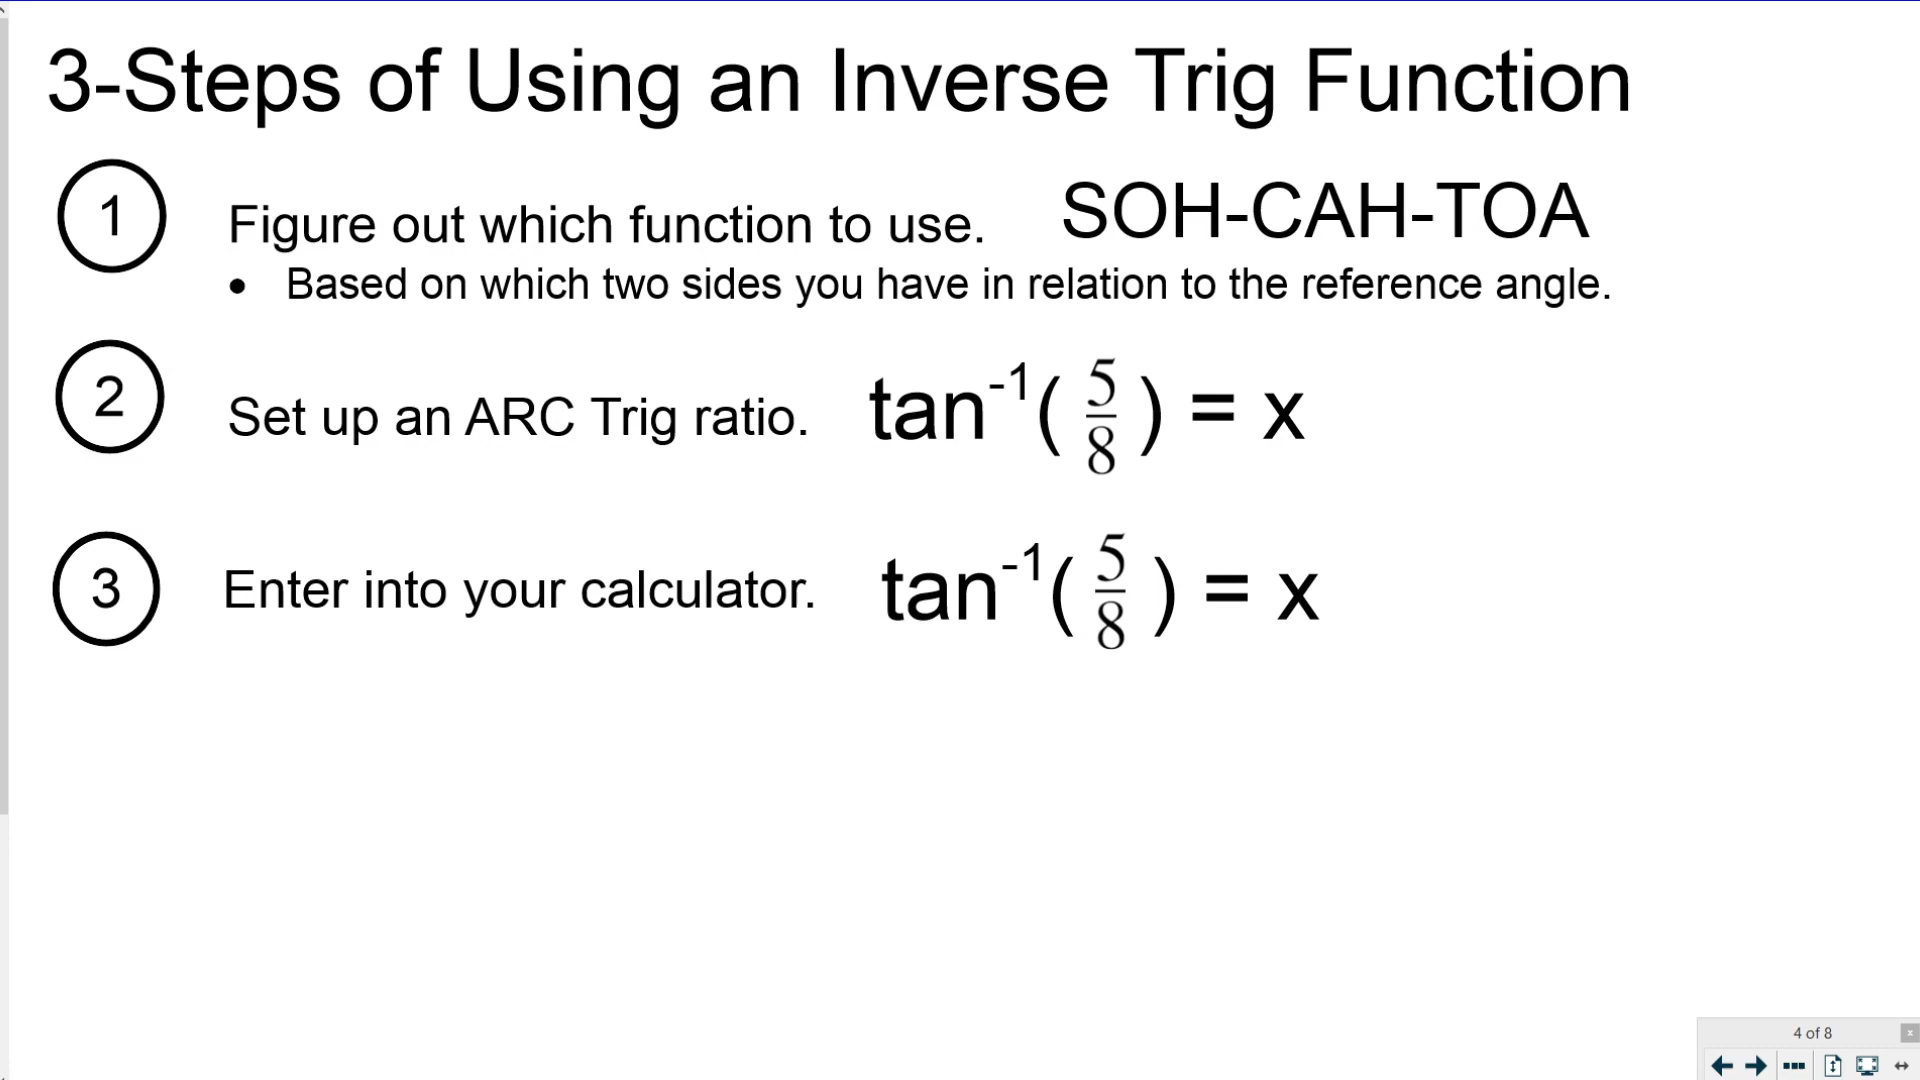 3-Steps of Using an Inverse Trig Function
1 Figure out which function to use. SOH-CAH-TOA
• Based on which two sides you have in relation to the reference angle.
2 Set up an ARC Trig ratio. tan⁻¹(5/8) = x
3 Enter into your calculator. tan⁻¹(5/8) = x
4 of 8 x